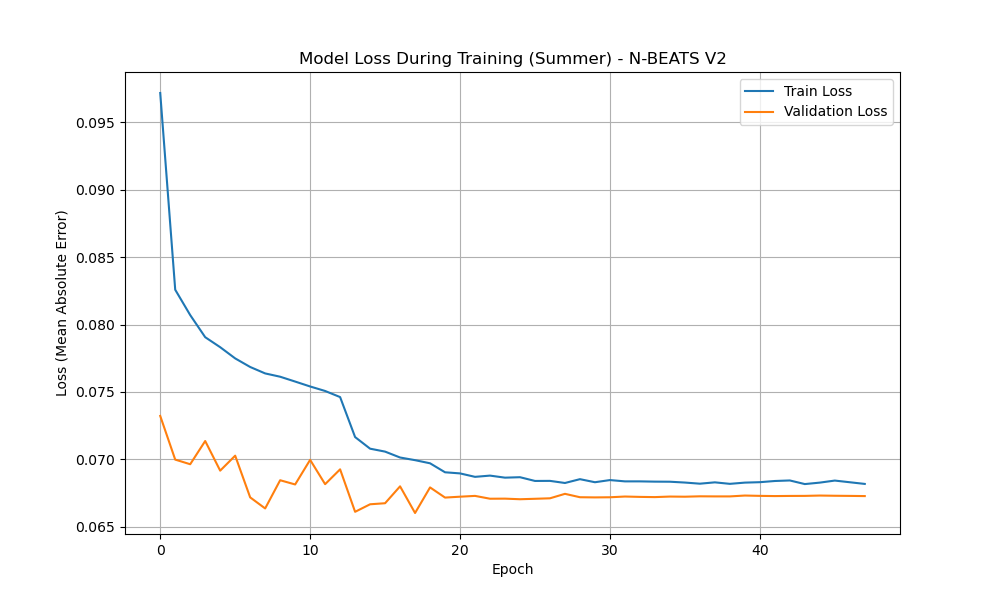 Model Loss During Training (Summer) - N-BEATS V2
Train Loss
Validation Loss
Loss (Mean Absolute Error)
0.095
0.090
0.085
0.080
0.075
0.070
0.065
0 10 20 30 40
Epoch